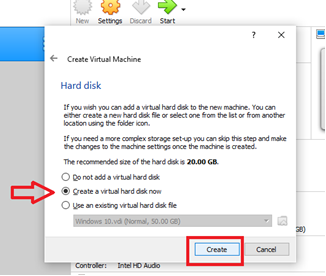 New Settings Discard Start
? ×
Create Virtual Machine
Hard disk
If you wish you can add a virtual hard disk to the new machine. You can
either create a new hard disk file or select one from the list or from another
location using the folder icon.
If you need a more complex storage set-up you can skip this step and make
the changes to the machine settings once the machine is created.
The recommended size of the hard disk is 20.00 GB.
Do not add a virtual hard disk
Create a virtual hard disk now
Use an existing virtual hard disk file
Windows 10.vdi (Normal, 50.00 GB)
Create Cancel
Controller: Intel HD Audio